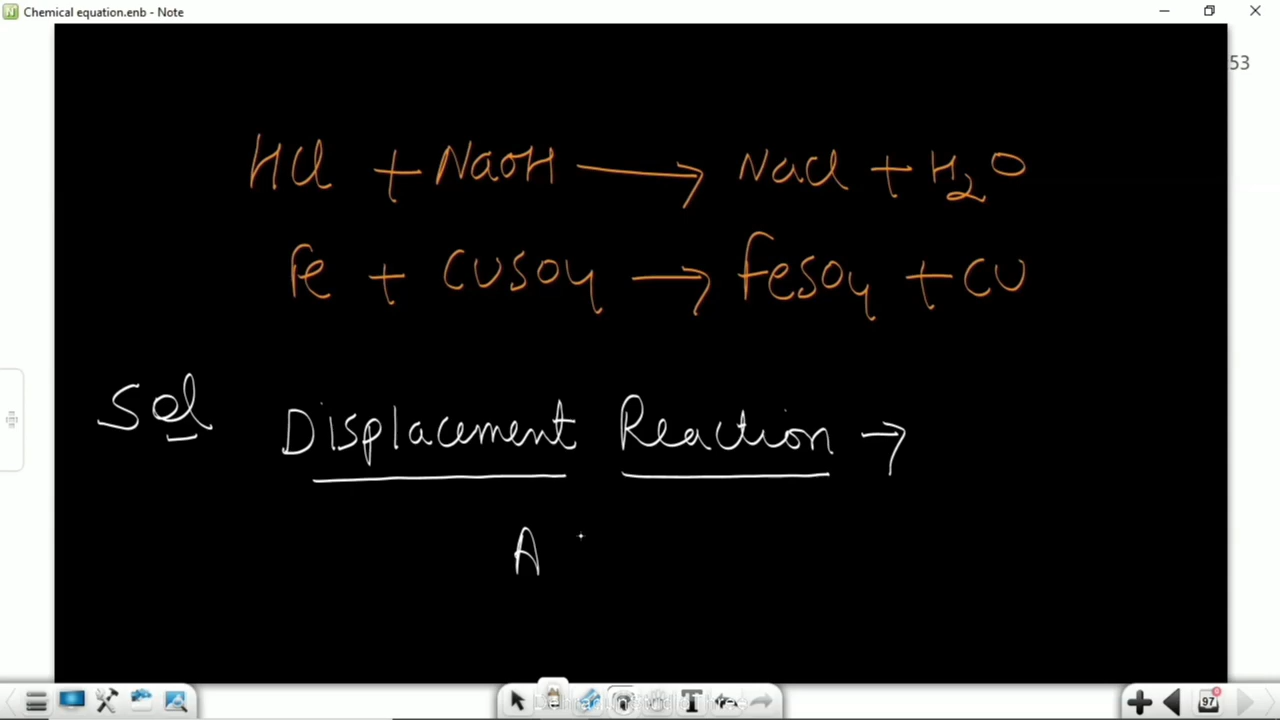 Chemical equation.enb - Note
53
HCl + NaOH → NaCl + H2O
Fe + CuSO4 → FeSO4 + Cu
Sol Displacement Reaction →
A
T
97